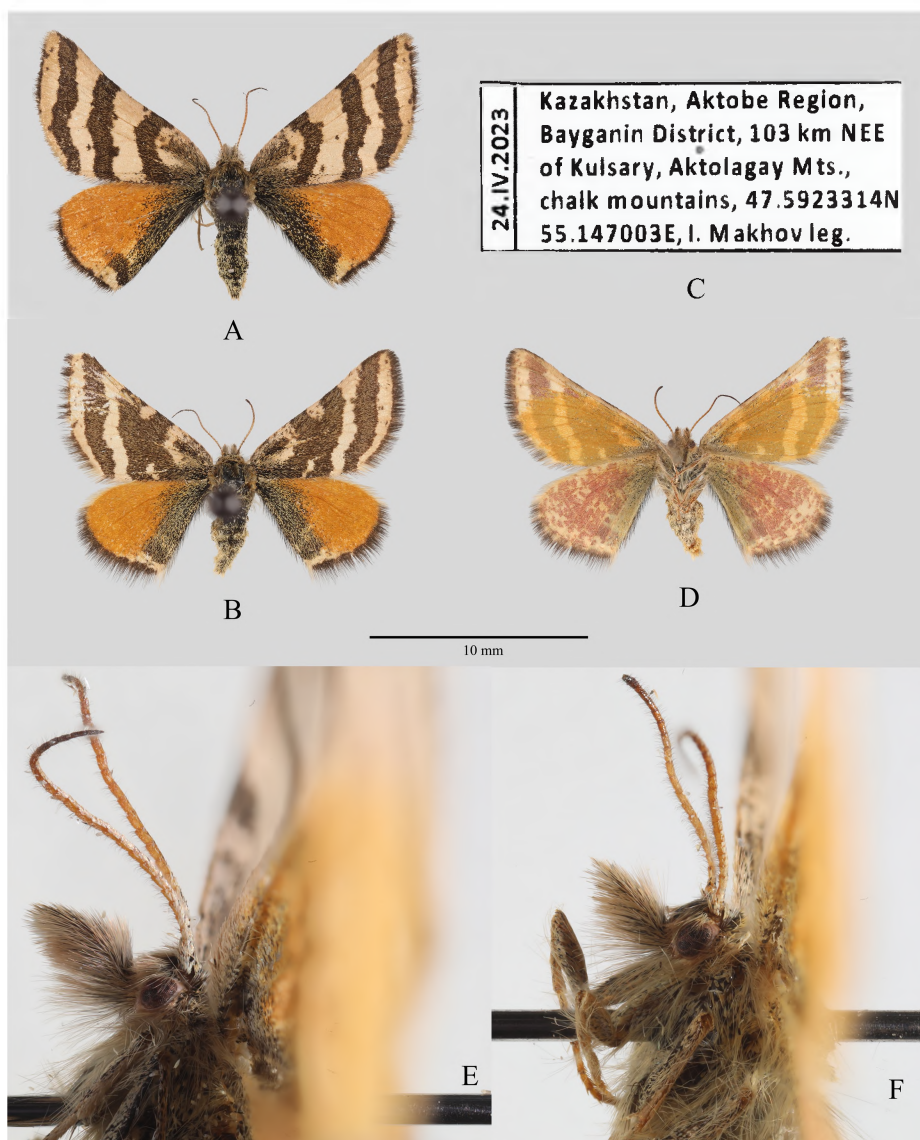 A
24.IV.2023
Kazakhstan, Aktobe Region,
Bayganin District, 103 km NEE
of Kulsary, Aktolagay Mts.,
chalk mountains, 47.5923314N
55.147003E, I. Makhov leg.
C
B
D
10 mm
E
F